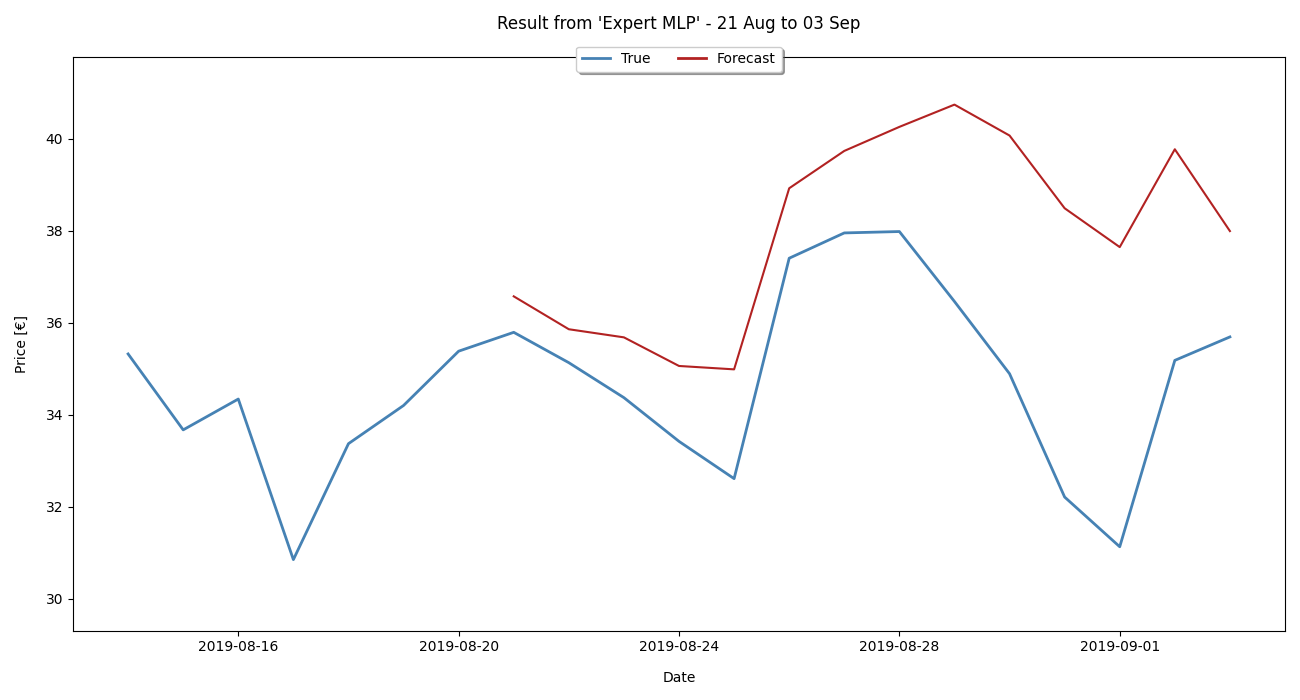 Result from 'Expert MLP' - 21 Aug to 03 Sep
True Forecast
40
38
36
34
32
30
Price [€]
2019-08-16 2019-08-20 2019-08-24 2019-08-28 2019-09-01
Date